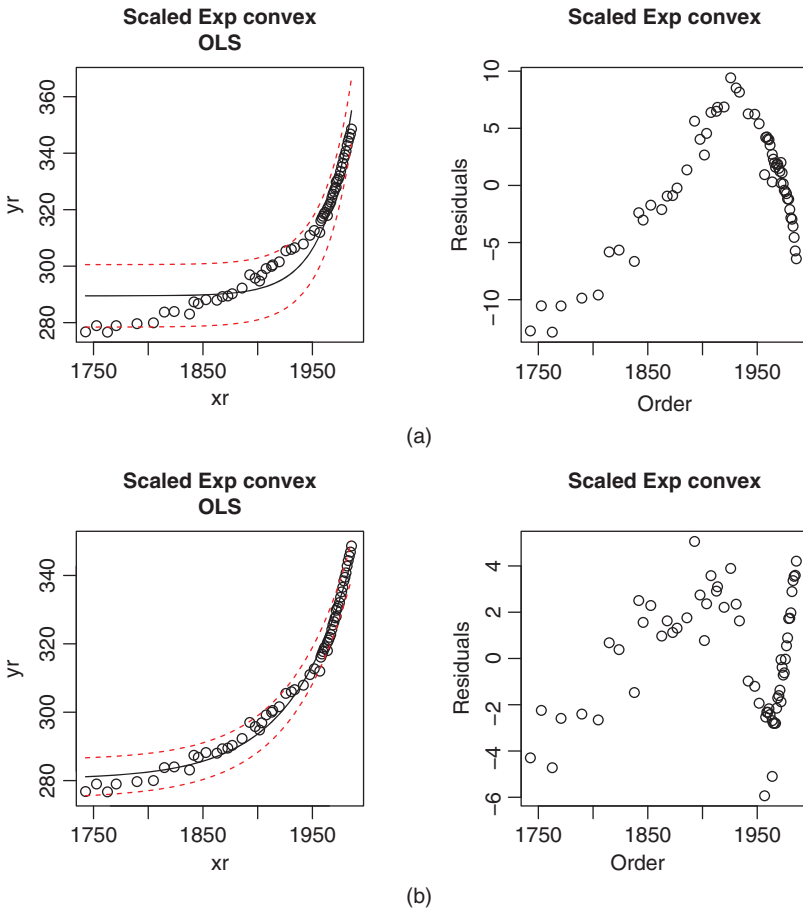 Scaled Exp convex
OLS
Scaled Exp convex
yr
360
340
320
300
280
1750 1850 1950
xr
Residuals
10
5
0
−5
−10
1750 1850 1950
Order
(a)
Scaled Exp convex
OLS
Scaled Exp convex
yr
340
320
300
280
1750 1850 1950
xr
Residuals
4
2
0
−2
−4
−6
1750 1850 1950
Order
(b)